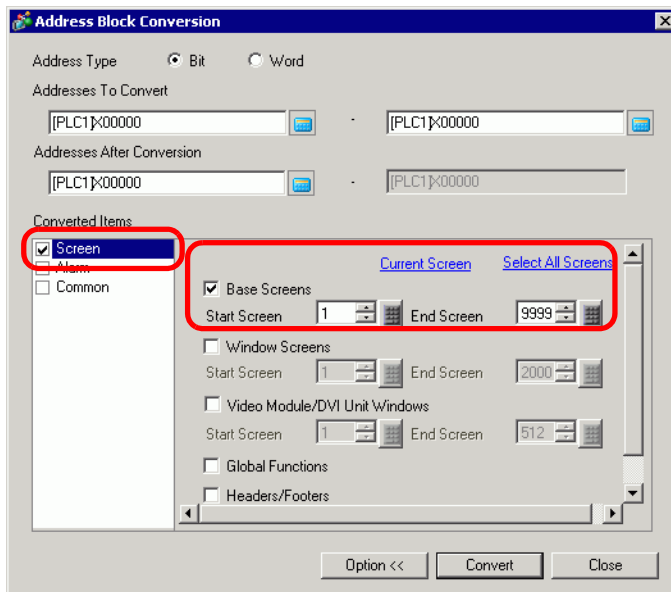 Address Block Conversion
Address Type Bit Word
Addresses To Convert
[PLC1]X00000 - [PLC1]X00000
Addresses After Conversion
[PLC1]X00000 - [PLC1]X00000
Converted Items
Screen
Alarm
Common
Current Screen Select All Screens
Base Screens
Start Screen 1 End Screen 9999
Window Screens
Start Screen 1 End Screen 2000
Video Module/DVI Unit Windows
Start Screen 1 End Screen 512
Global Functions
Headers/Footers
Option << Convert Close